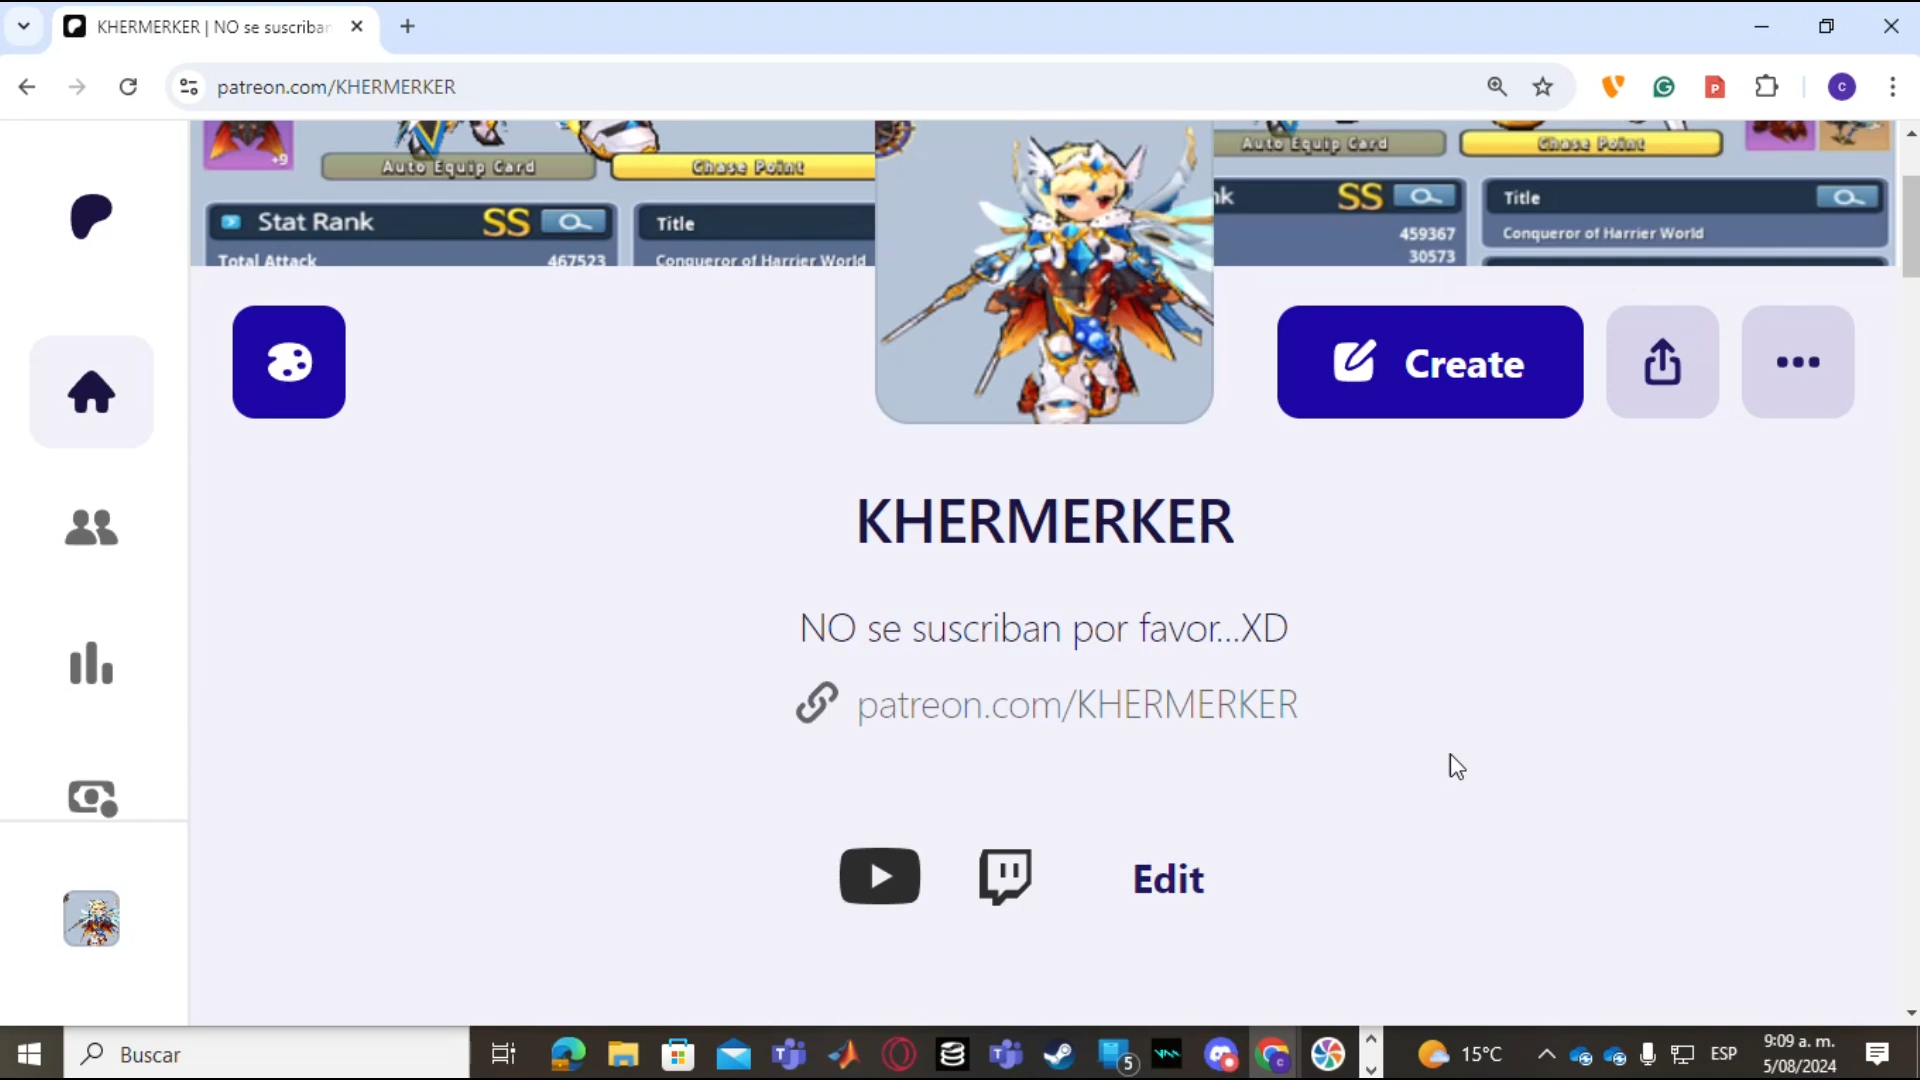 KHERMERKER | NO se suscriban
patreon.com/KHERMERKER
+9
Auto Equip Card
Chase Point
Auto Equip Card
Chase Point
Stat Rank
SS
Title
SS
Title
Total Attack
467523
Conqueror of Harrier World
459367
30573
Conqueror of Harrier World
Create
KHERMERKER
NO se suscriban por favor...XD
patreon.com/KHERMERKER
Edit
Buscar
5
15°C
ESP
9:09 a. m.
5/08/2024